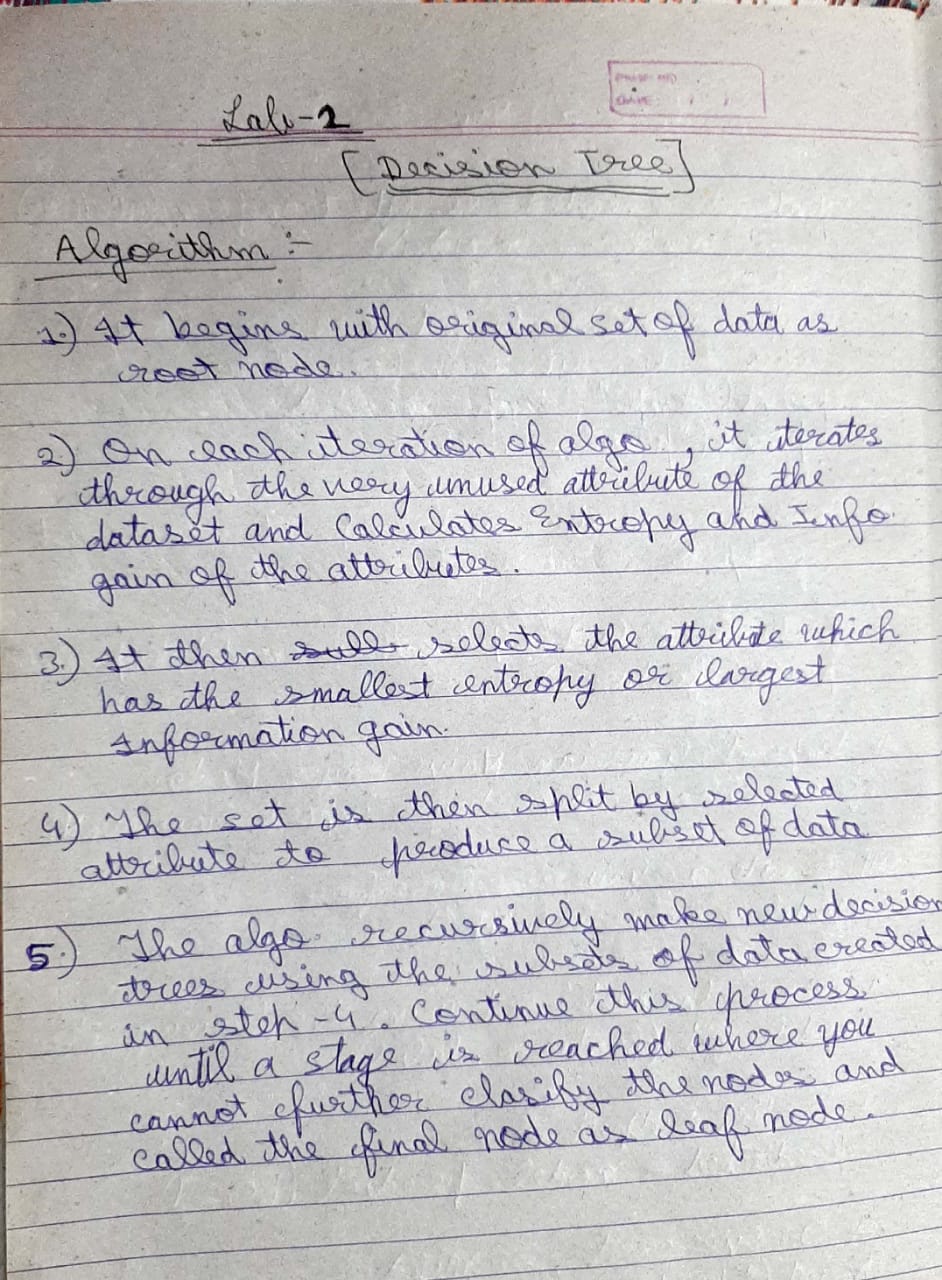 PAGE NO
DATE
Lab-2
[Decision Tree]
Algorithm :-
1.) It begins with original set of data as
root node.
2) On each iteration of algo, it iterates
through the very unused attribute of the
dataset and Calculates Entropy and Info.
gain of the attributes.
3.) It then selects the attribute which
has the smallest entropy or largest
Information gain.
4) The set is then split by selected
attribute to produce a subset of data
5.) The algo. recursively make new decision
trees using the subsets of data created
in step-4. Continue this process
until a stage is reached where you
cannot further clasify the nodes and
called the final node as leaf node.